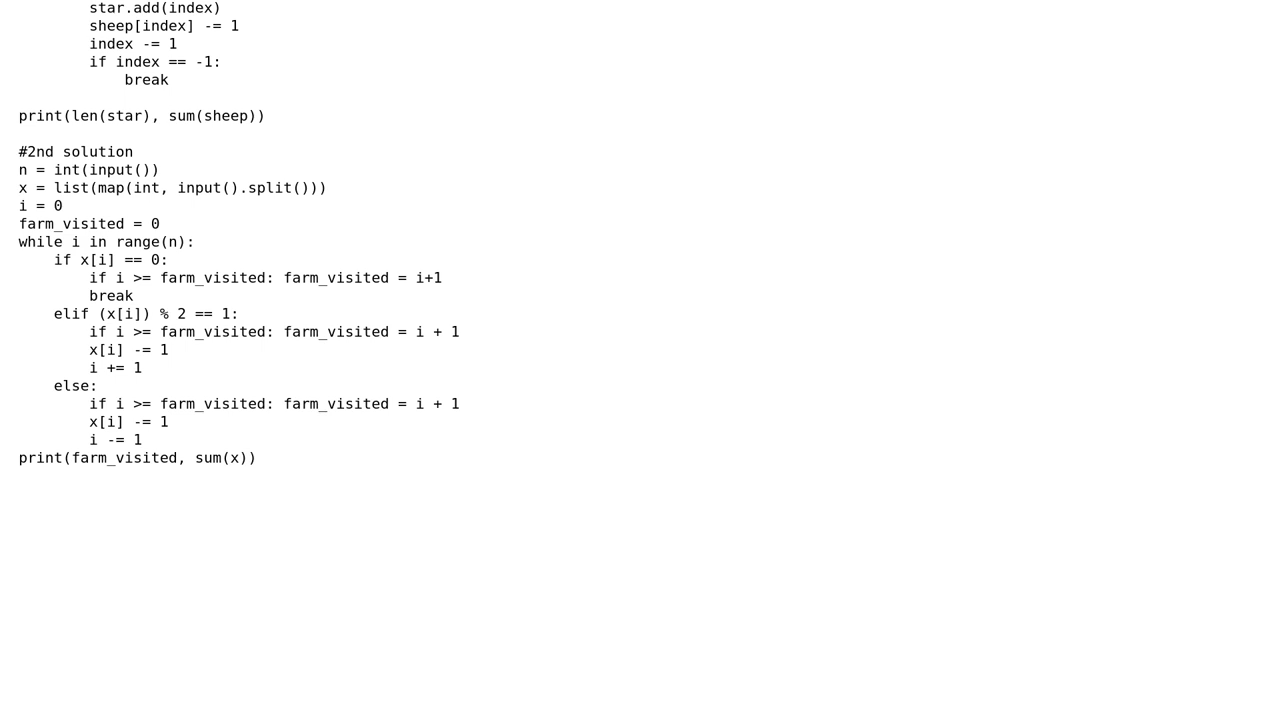 star.add(index)
        sheep[index] -= 1
        index -= 1
        if index == -1:
            break

print(len(star), sum(sheep))

#2nd solution
n = int(input())
x = list(map(int, input().split()))
i = 0
farm_visited = 0
while i in range(n):
    if x[i] == 0:
        if i >= farm_visited: farm_visited = i+1
        break
    elif (x[i]) % 2 == 1:
        if i >= farm_visited: farm_visited = i + 1
        x[i] -= 1
        i += 1
    else:
        if i >= farm_visited: farm_visited = i + 1
        x[i] -= 1
        i -= 1
print(farm_visited, sum(x))